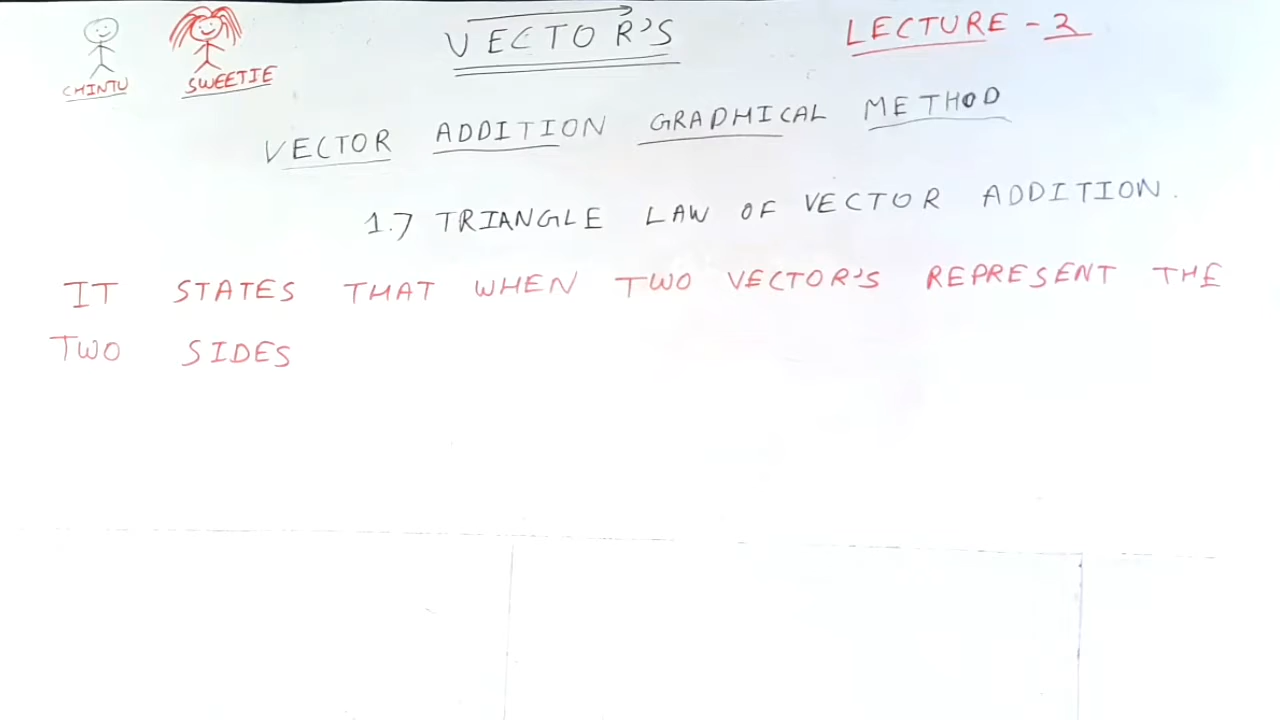 VECTOR'S
LECTURE - 3
CHINTU
SWEETIE
VECTOR ADDITION GRAPHICAL METHOD
1.7 TRIANGLE LAW OF VECTOR ADDITION.
IT STATES THAT WHEN TWO VECTOR'S REPRESENT THE
TWO SIDES